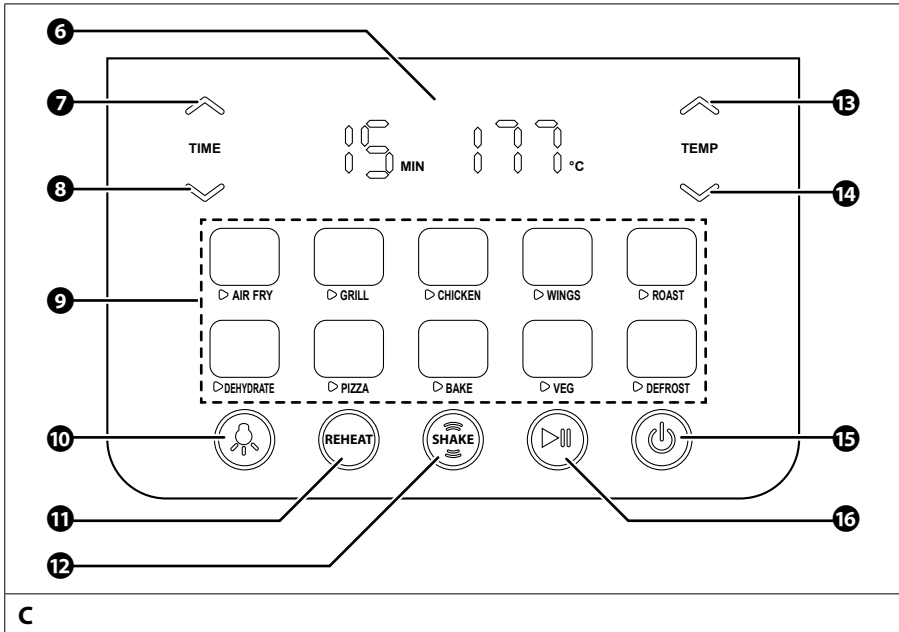 6
7 13
TIME 15 MIN 177 °C TEMP
8 14
9
AIR FRY GRILL CHICKEN WINGS ROAST
DEHYDRATE PIZZA BAKE VEG DEFROST
10 REHEAT SHAKE 15
11 16
12
C